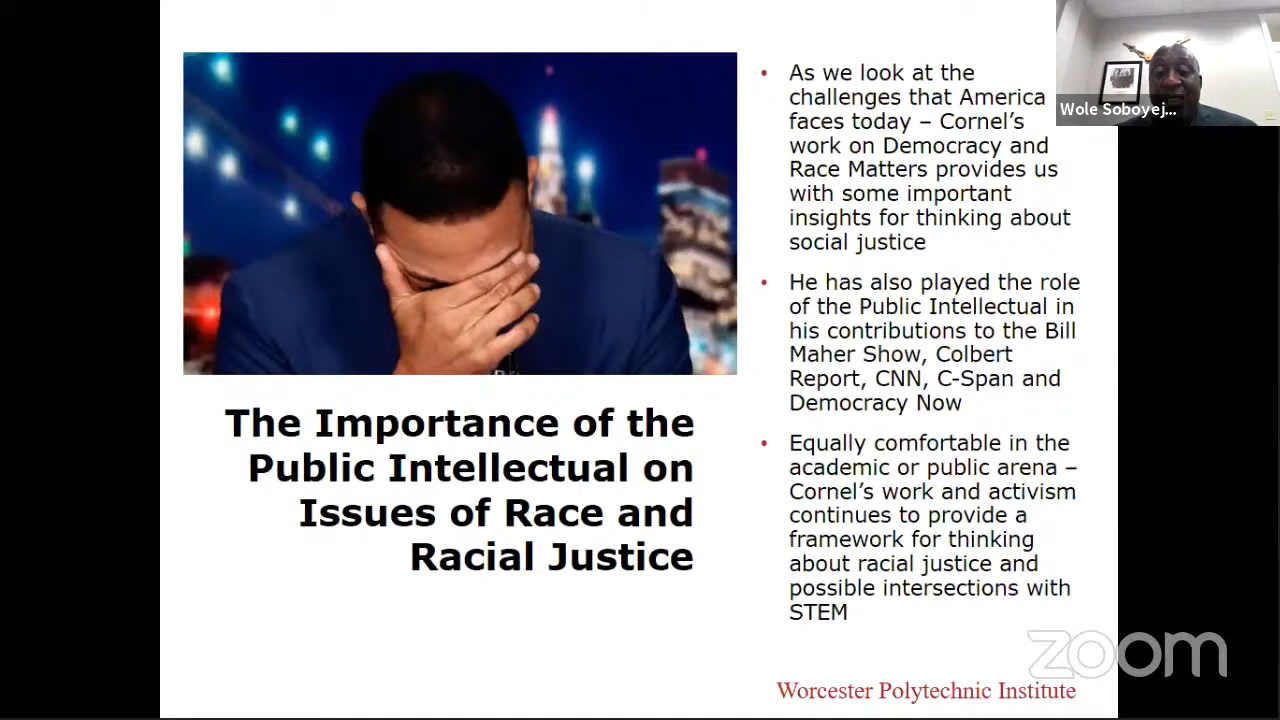 The Importance of the
Public Intellectual on
Issues of Race and
Racial Justice
• As we look at the
challenges that America
faces today – Cornel's
work on Democracy and
Race Matters provides us
with some important
insights for thinking about
social justice
• He has also played the role
of the Public Intellectual in
his contributions to the Bill
Maher Show, Colbert
Report, CNN, C-Span and
Democracy Now
• Equally comfortable in the
academic or public arena –
Cornel's work and activism
continues to provide a
framework for thinking
about racial justice and
possible intersections with
STEM
Worcester Polytechnic Institute
Wole Soboyej...
zoom